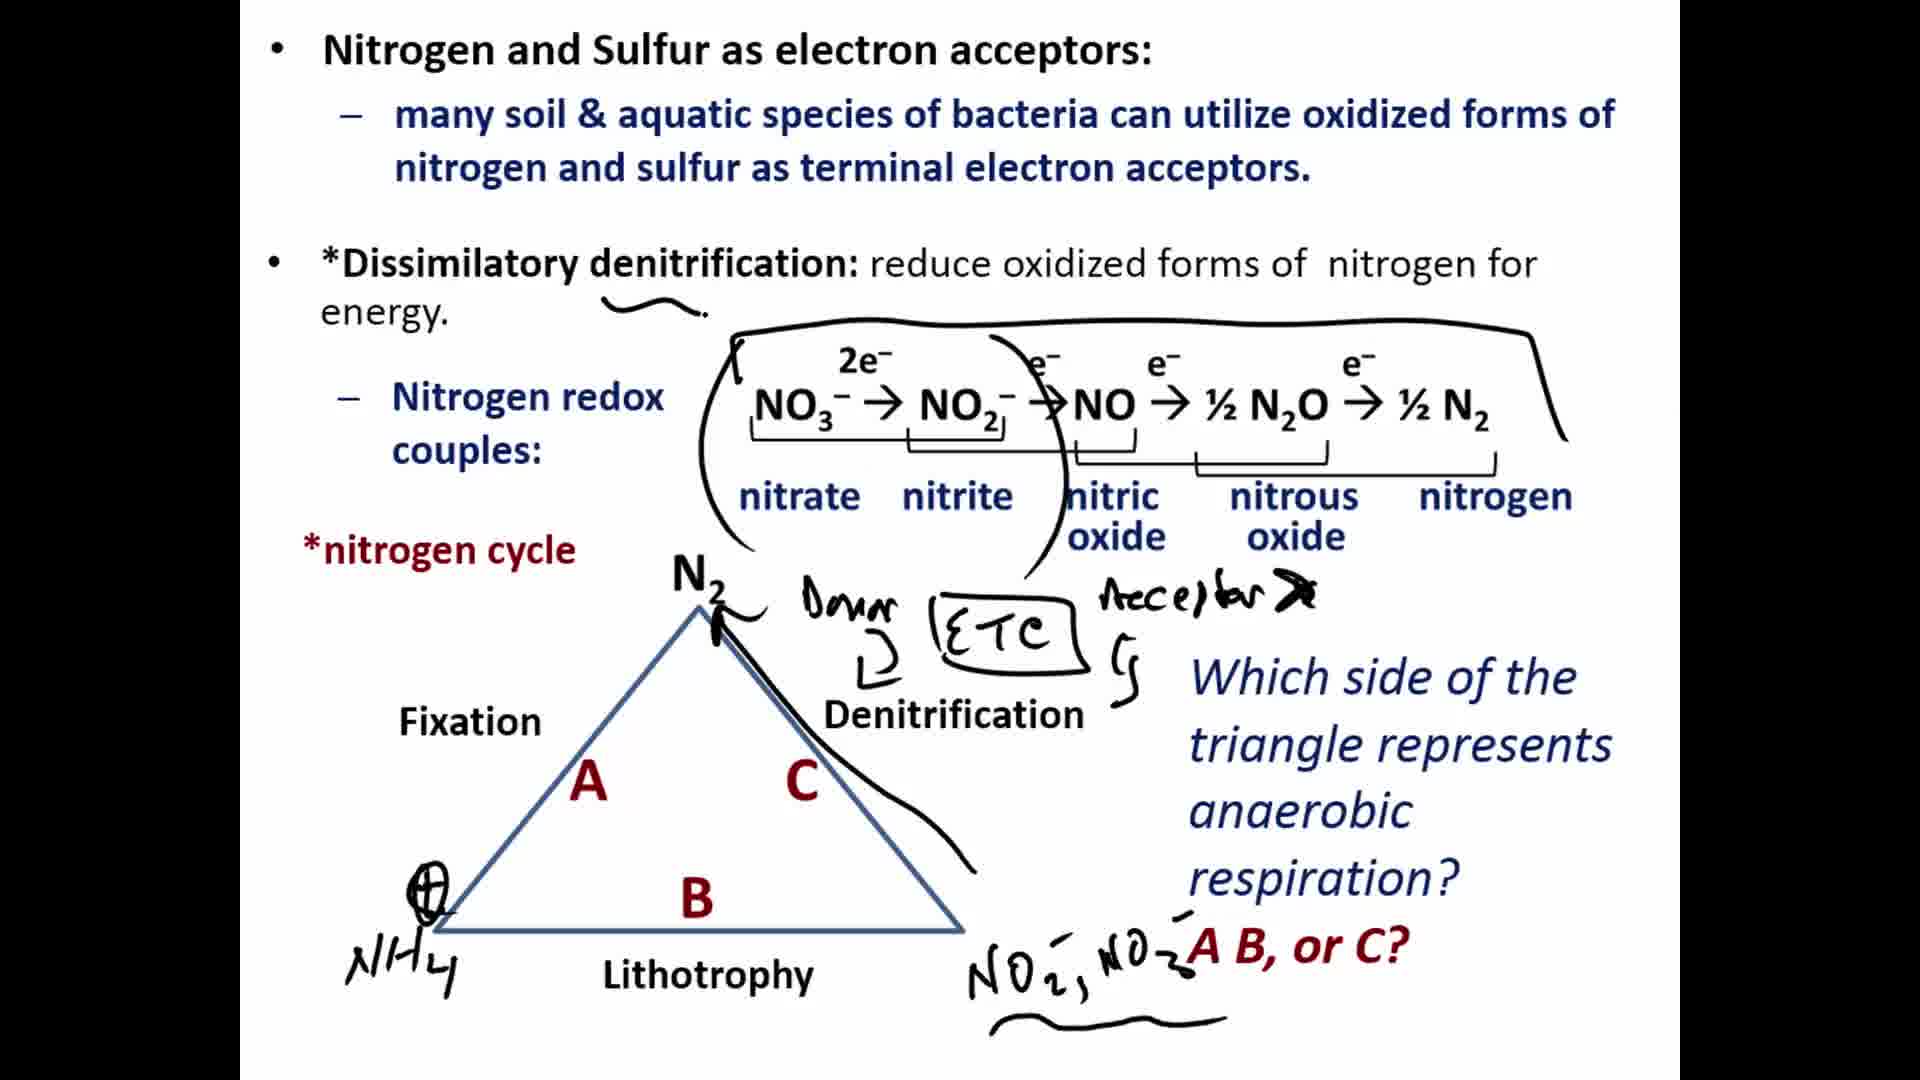 • Nitrogen and Sulfur as electron acceptors:
– many soil & aquatic species of bacteria can utilize oxidized forms of
nitrogen and sulfur as terminal electron acceptors.
• *Dissimilatory denitrification: reduce oxidized forms of nitrogen for
energy.
2e⁻ e⁻ e⁻ e⁻
– Nitrogen redox
couples:
NO₃⁻ → NO₂⁻ → NO → ½ N₂O → ½ N₂
nitrate nitrite nitric nitrous nitrogen
oxide oxide
*nitrogen cycle
N₂
Donor ETC Acceptor
Fixation
Denitrification
Which side of the
triangle represents
anaerobic
respiration?
A B, or C?
A C
B
NH₄⁺
Lithotrophy
NO₂⁻, NO₃⁻